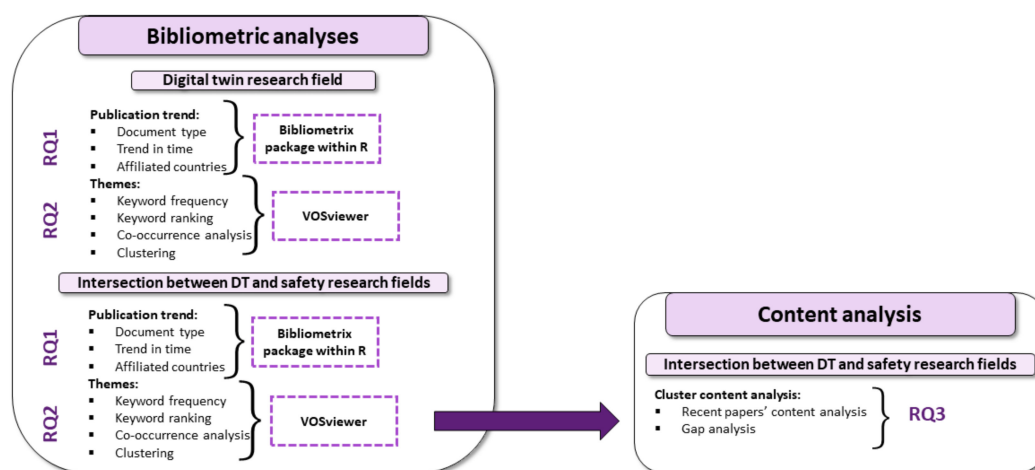 Bibliometric analyses
Digital twin research field
RQ1
Publication trend:
▪ Document type
▪ Trend in time
▪ Affiliated countries
Bibliometrix
package within R
RQ2
Themes:
▪ Keyword frequency
▪ Keyword ranking
▪ Co-occurrence analysis
▪ Clustering
VOSviewer
Intersection between DT and safety research fields
RQ1
Publication trend:
▪ Document type
▪ Trend in time
▪ Affiliated countries
Bibliometrix
package within R
RQ2
Themes:
▪ Keyword frequency
▪ Keyword ranking
▪ Co-occurrence analysis
▪ Clustering
VOSviewer
Content analysis
Intersection between DT and safety research fields
Cluster content analysis:
▪ Recent papers' content analysis
▪ Gap analysis
RQ3